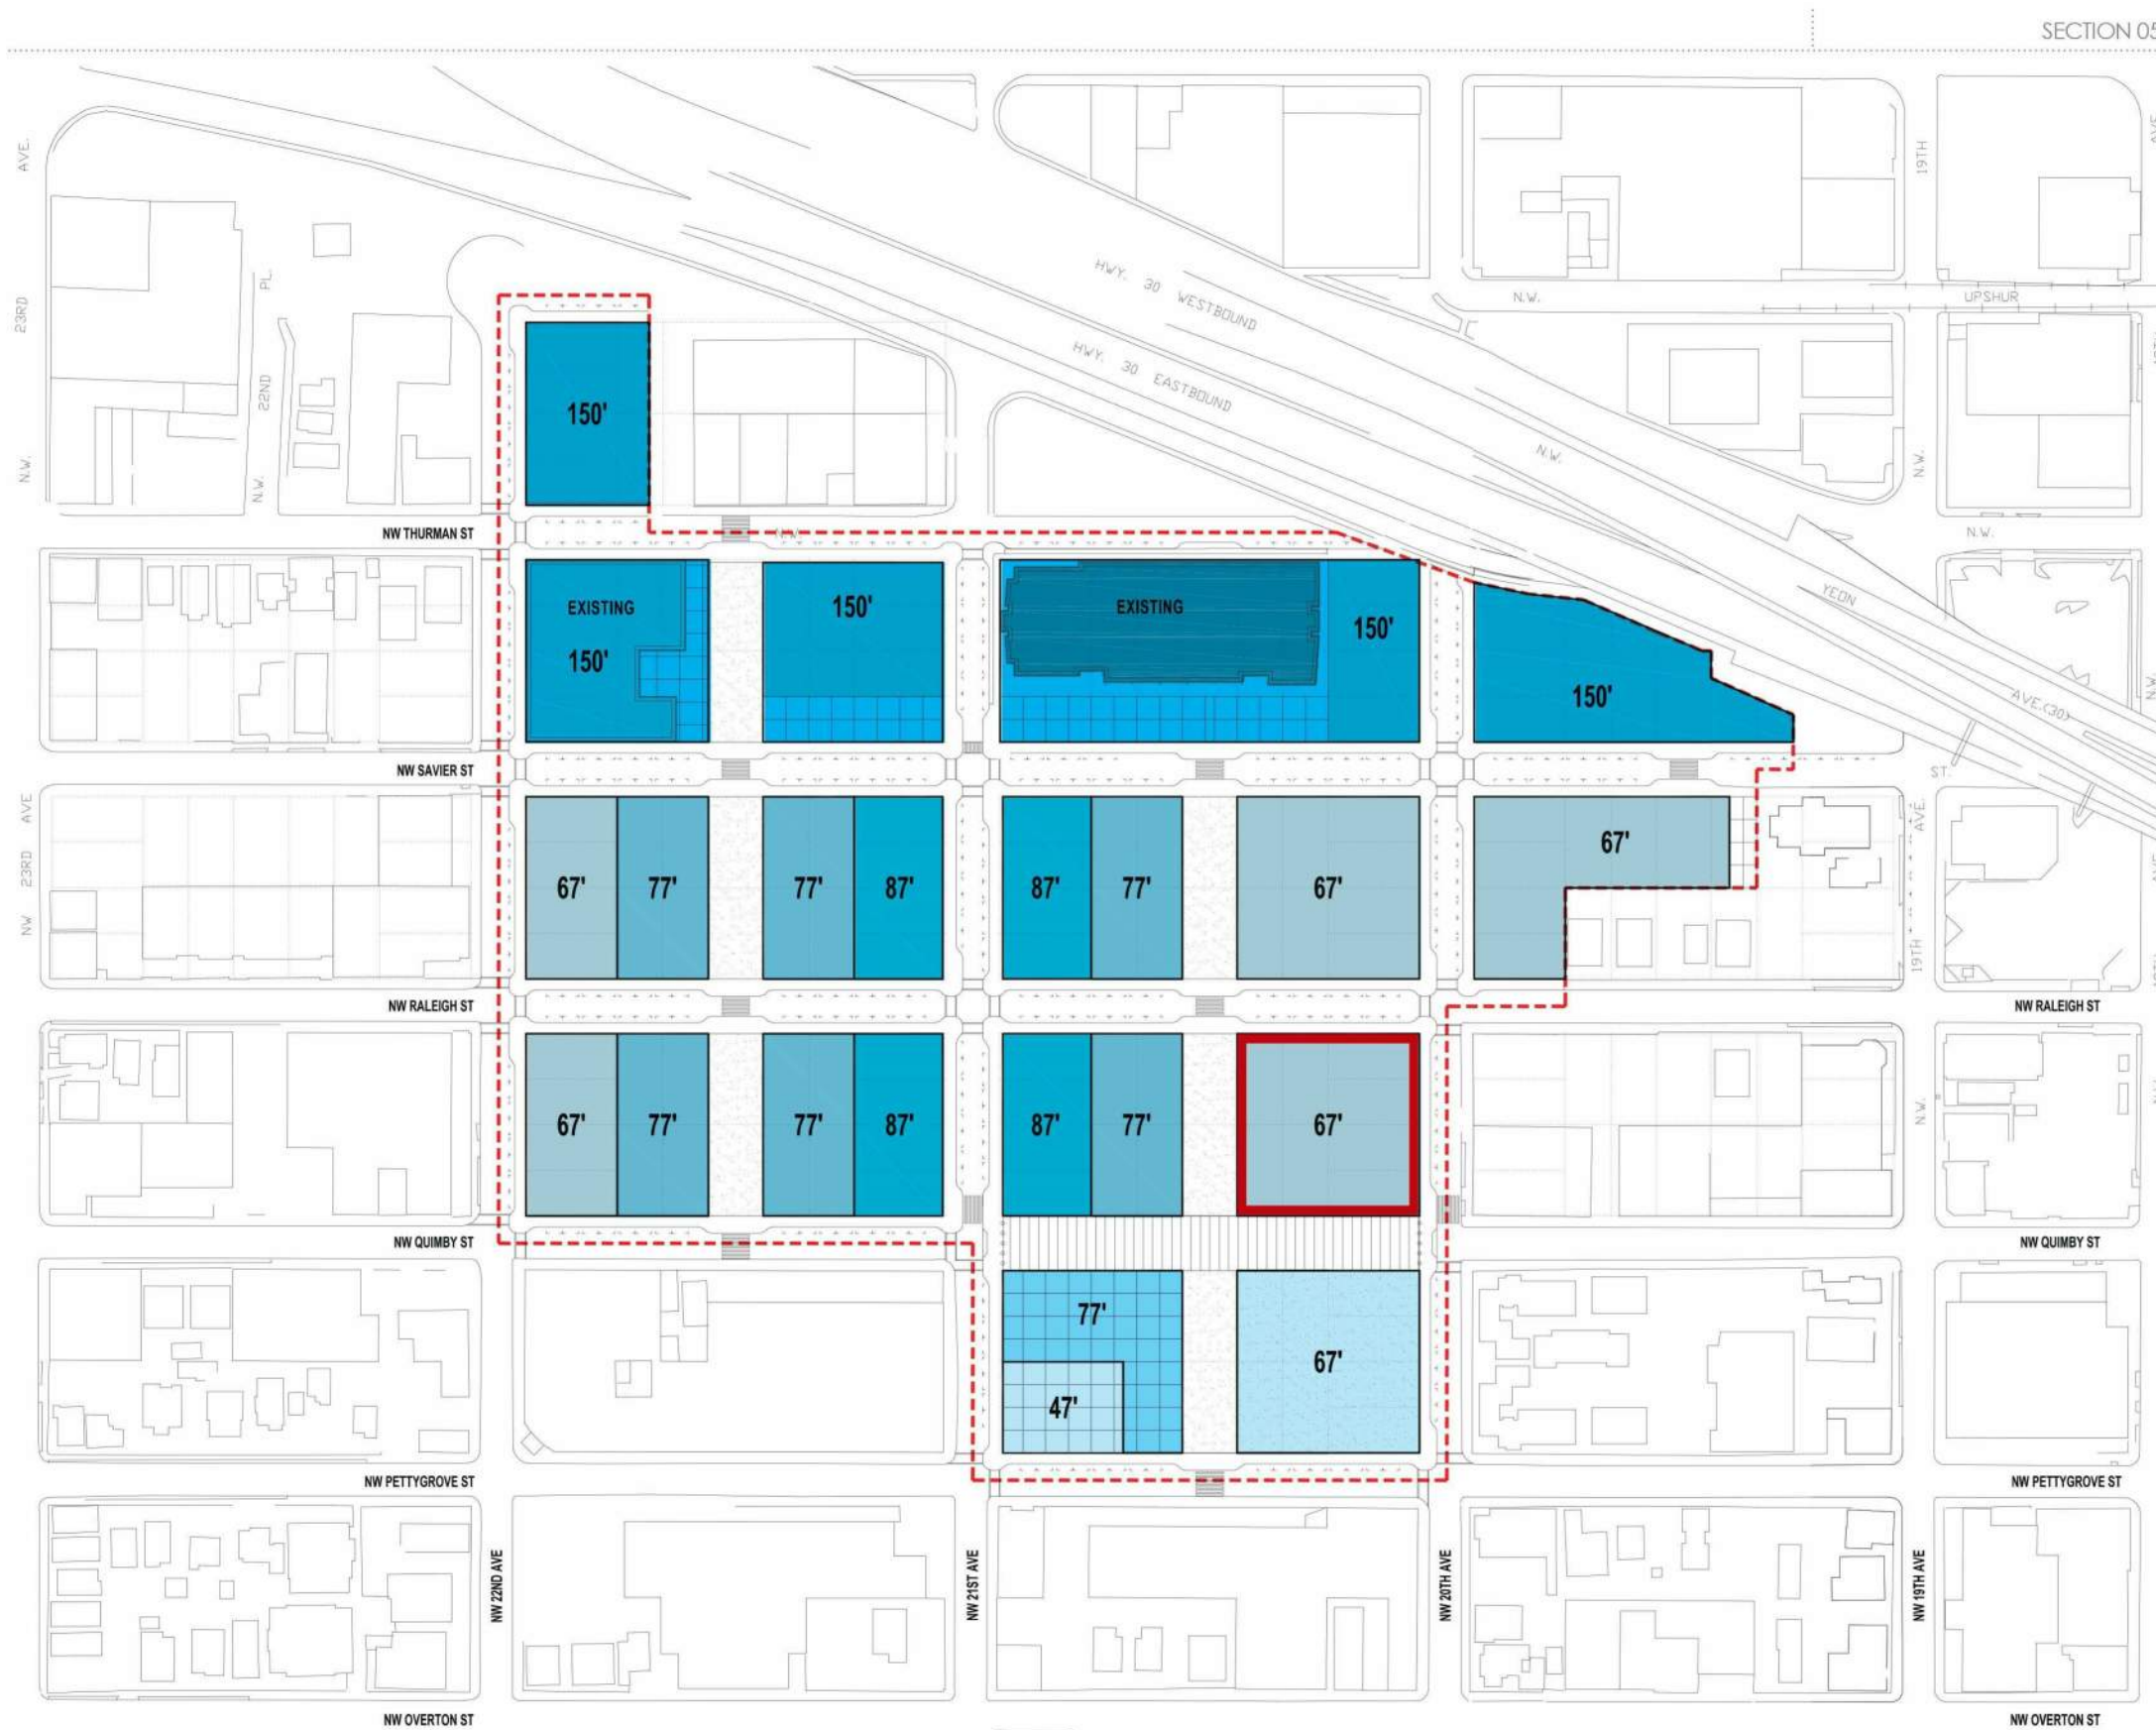 SECTION 05
AVE.
23RD
N.W.
PL.
22ND
N.W.
HWY. 30 WESTBOUND
HWY. 30 EASTBOUND
N.W.
19TH
N.W.
UPSHUR
N.W.
150'
NW THURMAN ST
N.W.
N.W.
YEON
AVE.(30)
N.W.
EXISTING
150'
150'
EXISTING
150'
150'
NW SAVIER ST
ST.
NW 23RD AVE
67'
77'
77'
87'
87'
77'
67'
67'
19TH AVE.
NW RALEIGH ST
NW RALEIGH ST
67'
77'
77'
87'
87'
77'
67'
N.W.
NW QUIMBY ST
NW QUIMBY ST
77'
47'
67'
NW PETTYGROVE ST
NW PETTYGROVE ST
NW 22ND AVE
NW 21ST AVE
NW 20TH AVE
NW 19TH AVE
NW OVERTON ST
NW OVERTON ST